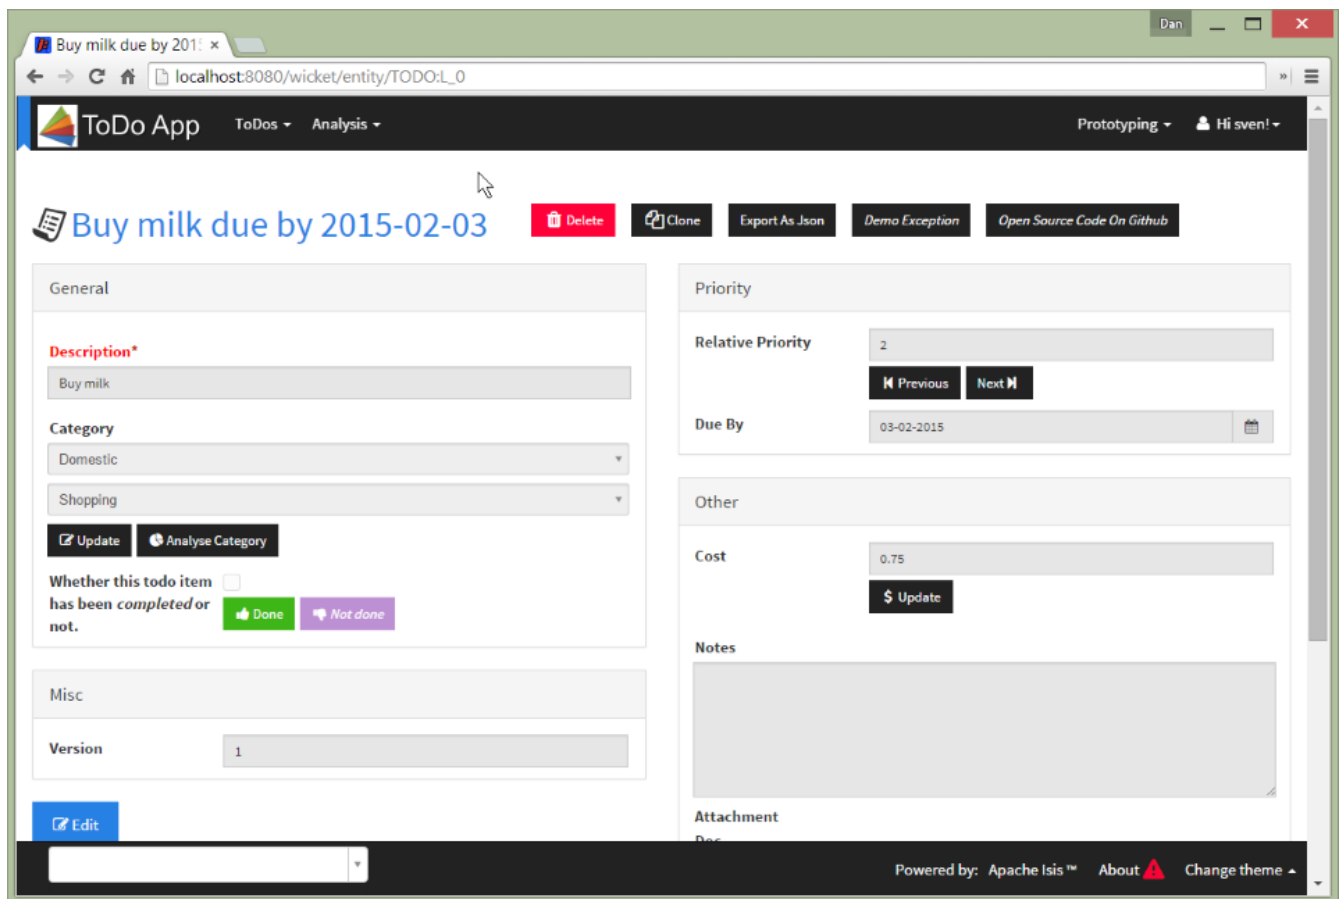 Dan
Buy milk due by 201
localhost:8080/wicket/entity/TODO:L_0
ToDo App ToDos Analysis Prototyping Hi sven!
Buy milk due by 2015-02-03 Delete Clone Export As Json Demo Exception Open Source Code On Github
General
Description*
Buy milk
Category
Domestic
Shopping
Update Analyse Category
Whether this todo item
has been completed or
not.
Done Not done
Misc
Version 1
Edit
Priority
Relative Priority 2
Previous Next
Due By 03-02-2015
Other
Cost 0.75
$ Update
Notes
Attachment
Powered by: Apache Isis™ About Change theme